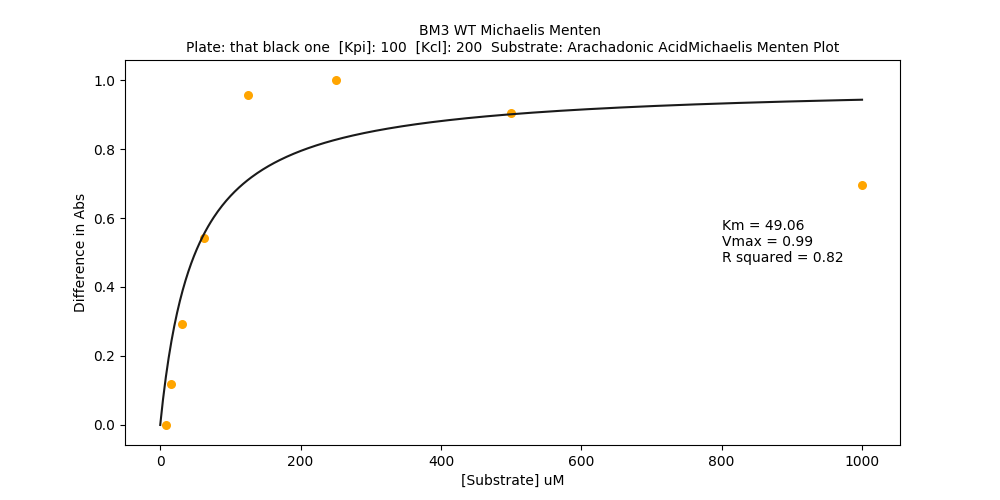 BM3 WT Michaelis Menten
Plate: that black one  [Kpi]: 100  [Kcl]: 200  Substrate: Arachadonic AcidMichaelis Menten Plot
1.0
0.8
0.6
0.4
0.2
0.0
Difference in Abs
Km = 49.06
Vmax = 0.99
R squared = 0.82
0 200 400 600 800 1000
[Substrate] uM